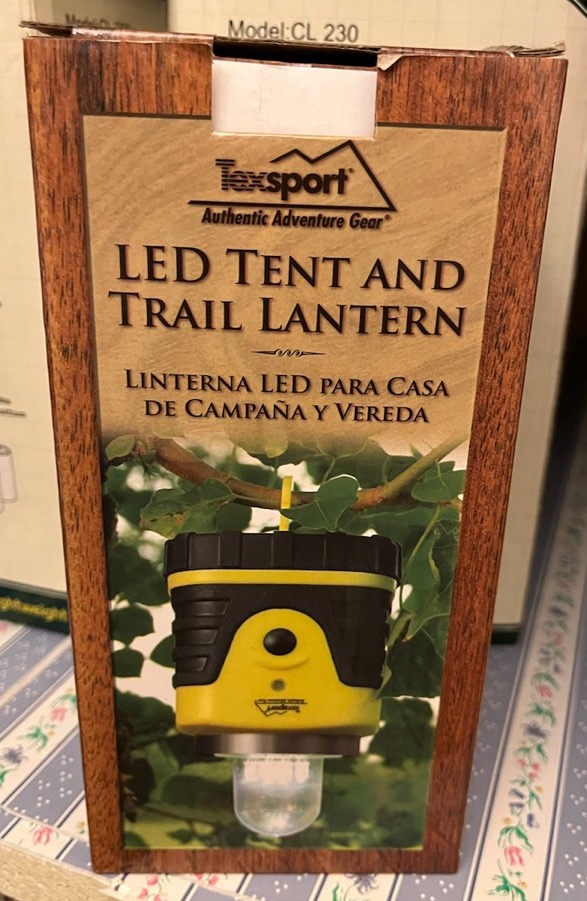 Model:CL 230
Texsport
Authentic Adventure Gear®
LED TENT AND
TRAIL LANTERN
LINTERNA LED PARA CASA
DE CAMPAÑA Y VEREDA
Texsport